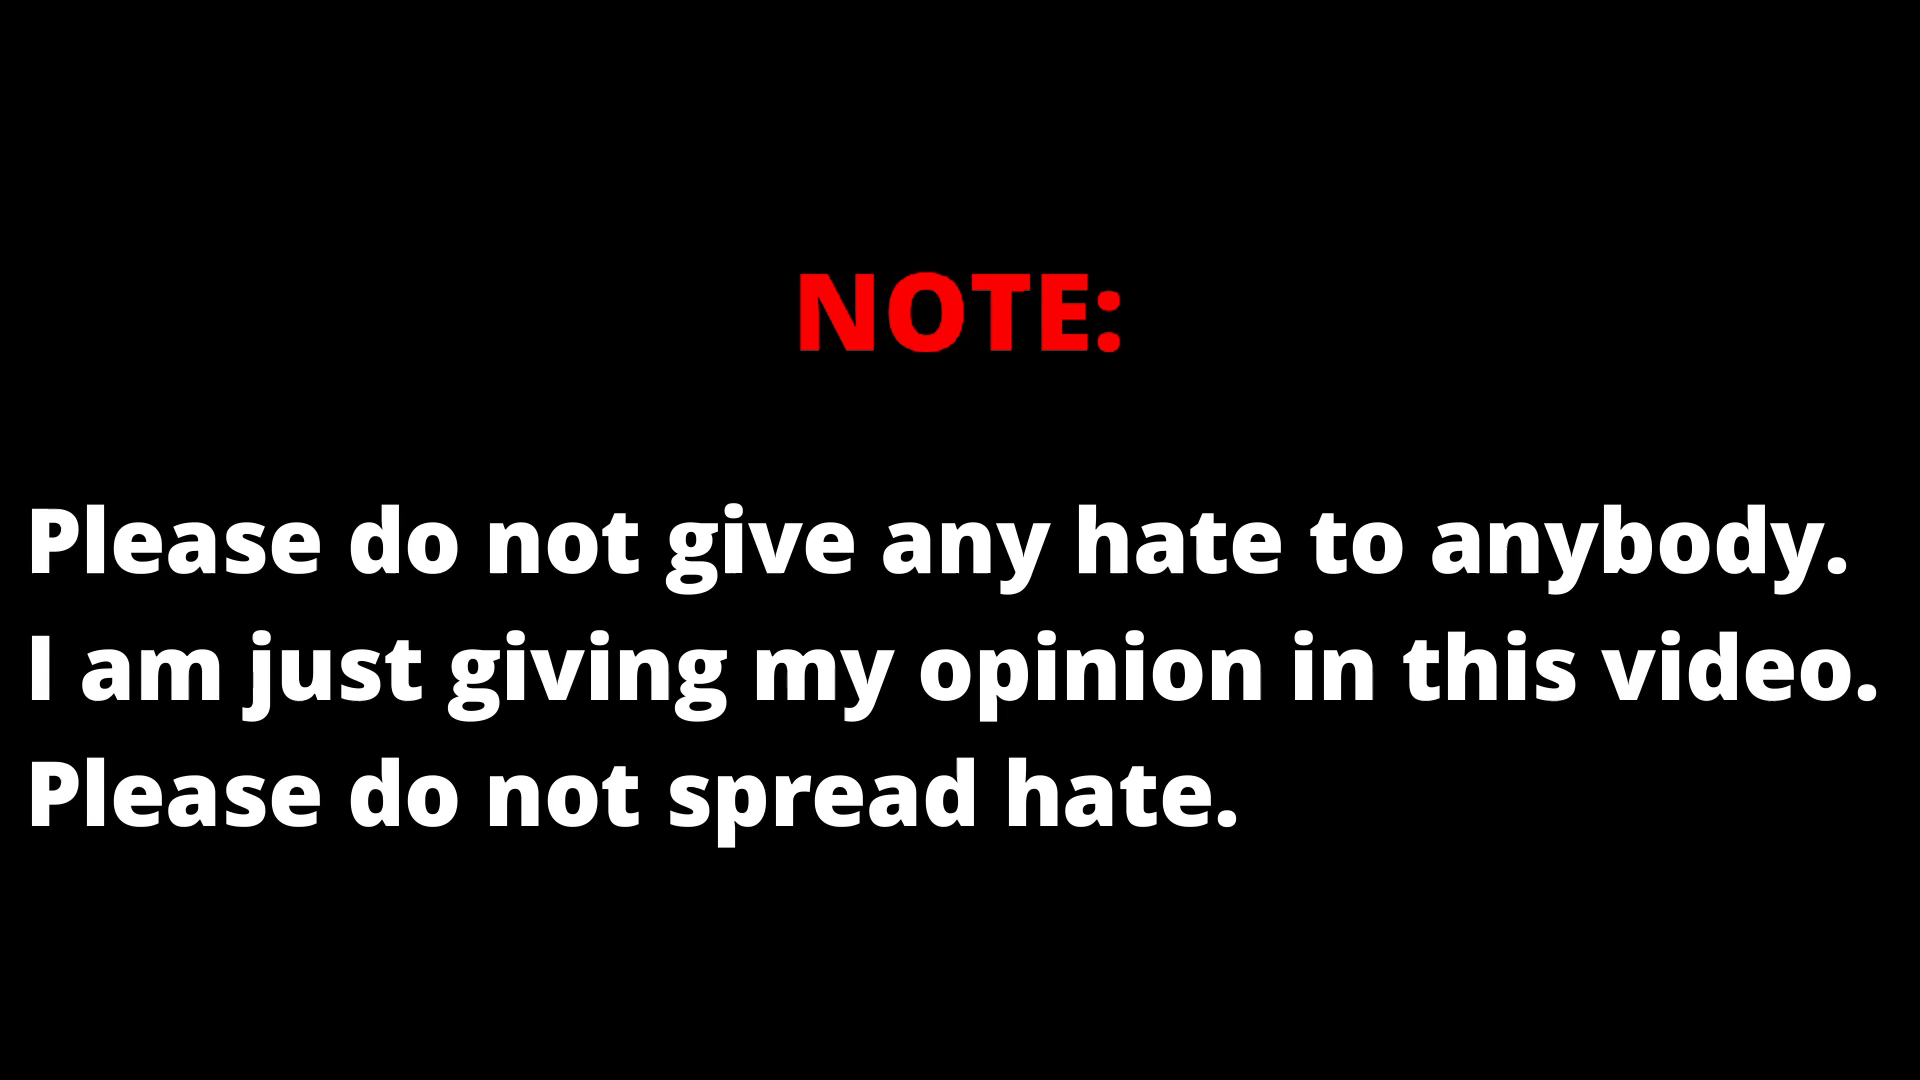 NOTE:
Please do not give any hate to anybody.
I am just giving my opinion in this video.
Please do not spread hate.